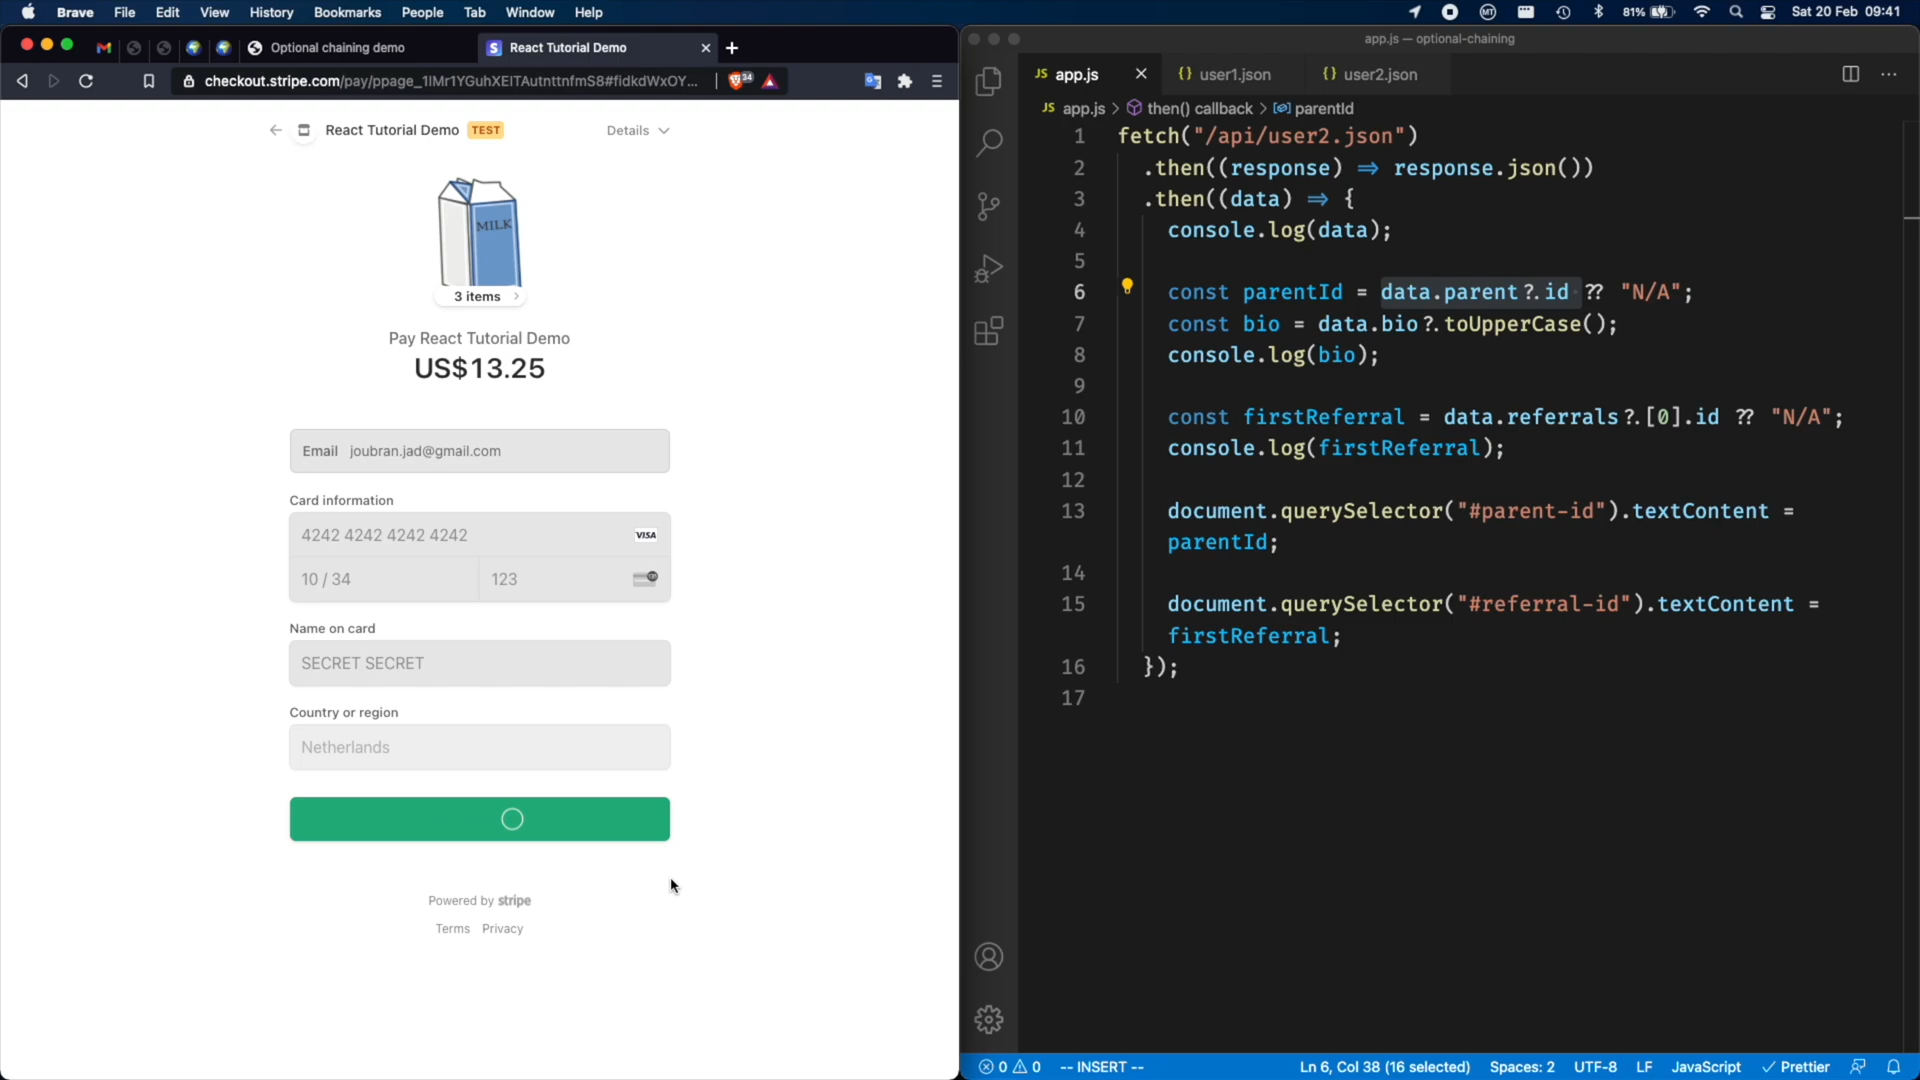 Brave File Edit View History Bookmarks People Tab Window Help
81% Sat 20 Feb 09:41
Optional chaining demo
React Tutorial Demo
checkout.stripe.com/pay/ppage_1IMr1YGuhXEITAutnttnfmS8#fidkdWxOY...
34
React Tutorial Demo TEST
Details
MILK
3 items
Pay React Tutorial Demo
US$13.25
Email joubran.jad@gmail.com
Card information
4242 4242 4242 4242 VISA
10 / 34 123
Name on card
SECRET SECRET
Country or region
Netherlands
Powered by stripe
Terms Privacy
app.js — optional-chaining
JS app.js
{} user1.json
{} user2.json
JS app.js > then() callback > parentId
1 fetch("/api/user2.json")
2 .then((response) => response.json())
3 .then((data) => {
4 console.log(data);
5
6 const parentId = data.parent?.id ?? "N/A";
7 const bio = data.bio?.toUpperCase();
8 console.log(bio);
9
10 const firstReferral = data.referrals?.[0].id ?? "N/A";
11 console.log(firstReferral);
12
13 document.querySelector("#parent-id").textContent =
parentId;
14
15 document.querySelector("#referral-id").textContent =
firstReferral;
16 });
17
0 0 -- INSERT -- Ln 6, Col 38 (16 selected) Spaces: 2 UTF-8 LF JavaScript Prettier